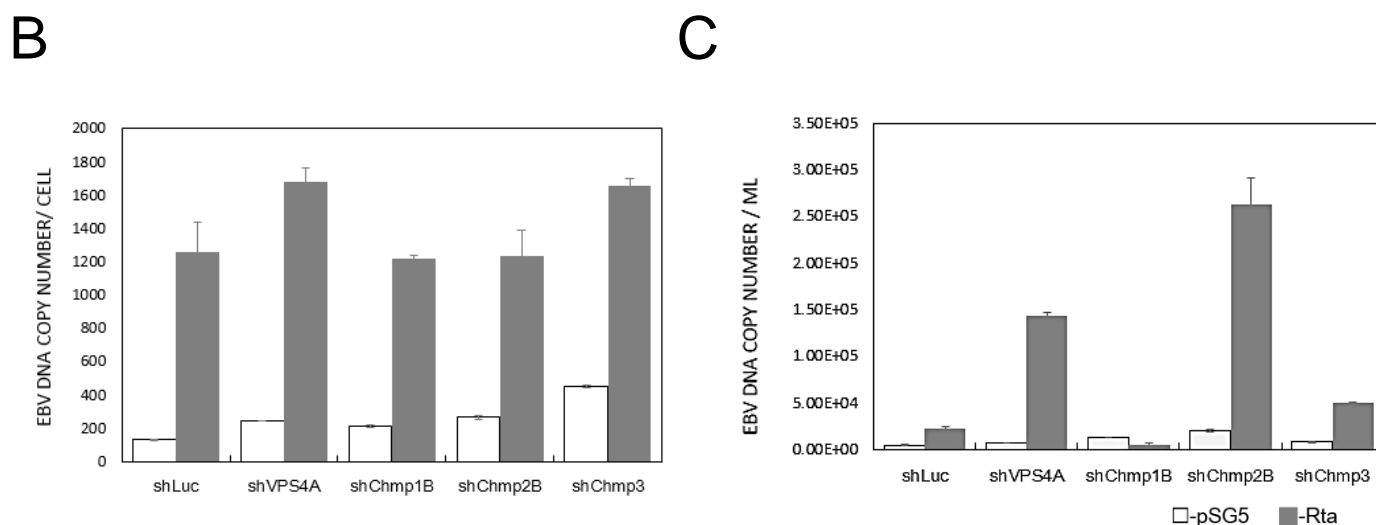 B
C
EBV DNA COPY NUMBER/ CELL
2000
1800
1600
1400
1200
1000
800
600
400
200
0
shLuc shVPS4A shChmp1B shChmp2B shChmp3
EBV DNA COPY NUMBER / ML
3.50E+05
3.00E+05
2.50E+05
2.00E+05
1.50E+05
1.00E+05
5.00E+04
0.00E+00
shLuc shVPS4A shChmp1B shChmp2B shChmp3
-pSG5 -Rta